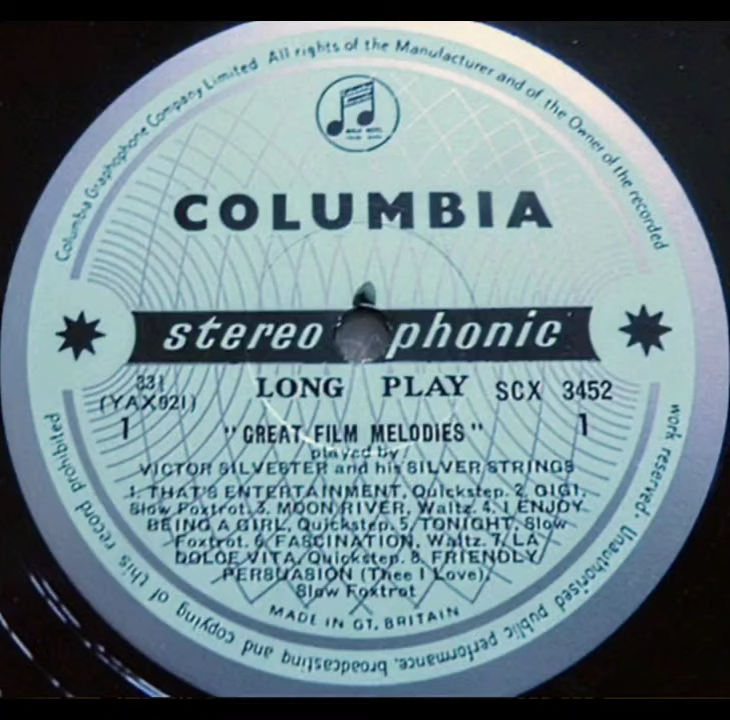 Columbia Graphophone Company Limited All rights of the Manufacturer and of the Owner of the recorded
work reserved. Unauthorised public performance, broadcasting and copying of this record prohibited
COLUMBIA
stereo phonic
33⅓ LONG PLAY SCX 3452
(YAX921)
1 1
"GREAT FILM MELODIES"
played by
VICTOR SILVESTER and his SILVER STRINGS
1. THAT'S ENTERTAINMENT, Quickstep. 2. GIGI,
Slow Foxtrot. 3. MOON RIVER, Waltz. 4. I ENJOY
BEING A GIRL, Quickstep. 5. TONIGHT, Slow
Foxtrot. 6. FASCINATION, Waltz. 7. LA
DOLCE VITA, Quickstep. 8. FRIENDLY
PERSUASION (Thee I Love),
Slow Foxtrot
MADE IN GT. BRITAIN